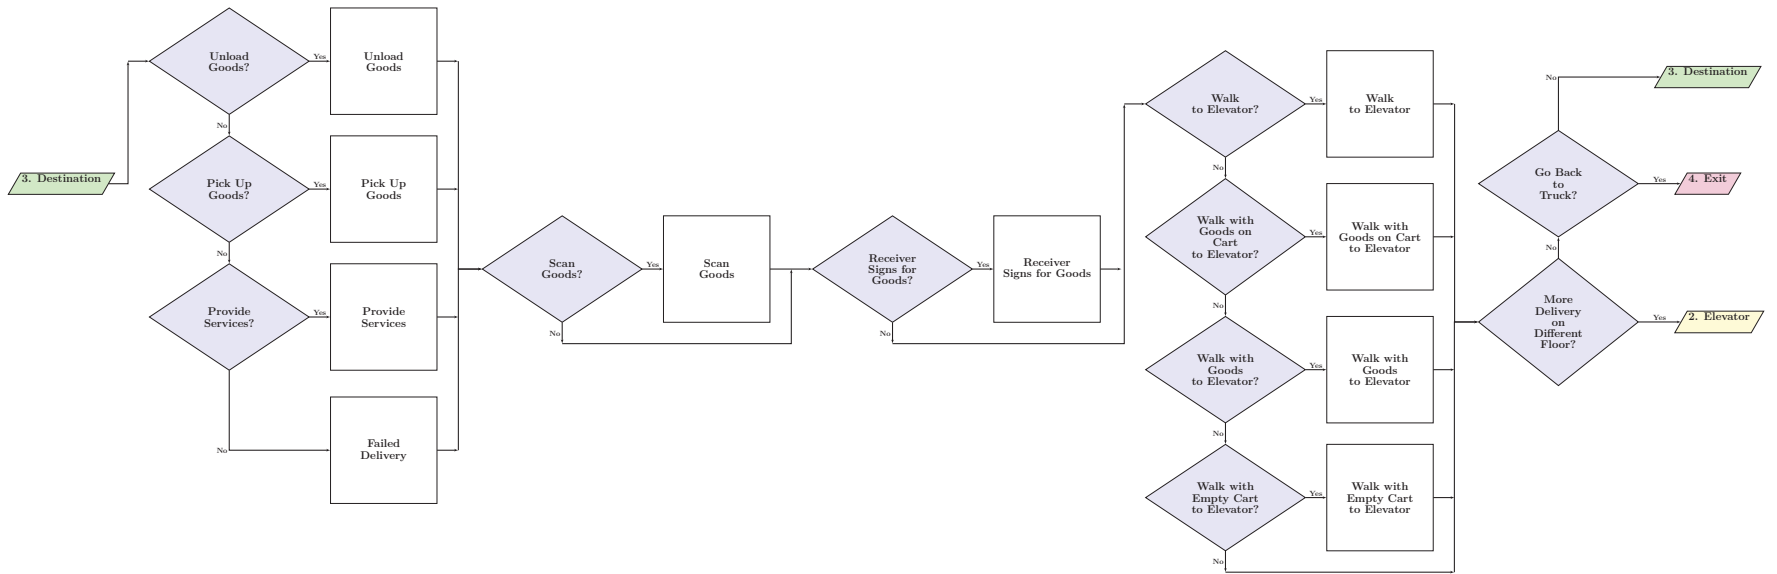 3. Destination
Unload
Goods?
Yes
Unload
Goods
No
Pick Up
Goods?
Yes
Pick Up
Goods
No
Provide
Services?
Yes
Provide
Services
No
Failed
Delivery
Scan
Goods?
Yes
Scan
Goods
No
Receiver
Signs for
Goods?
Yes
Receiver
Signs for Goods
No
Walk
to Elevator?
Yes
Walk
to Elevator
No
Walk with
Goods on
Cart
to Elevator?
Yes
Walk with
Goods on Cart
to Elevator
No
Walk with
Goods
to Elevator?
Yes
Walk with
Goods
to Elevator
No
Walk with
Empty Cart
to Elevator?
Yes
Walk with
Empty Cart
to Elevator
No
More
Delivery
on
Different
Floor?
Yes
2. Elevator
No
Go Back
to
Truck?
Yes
4. Exit
No
3. Destination